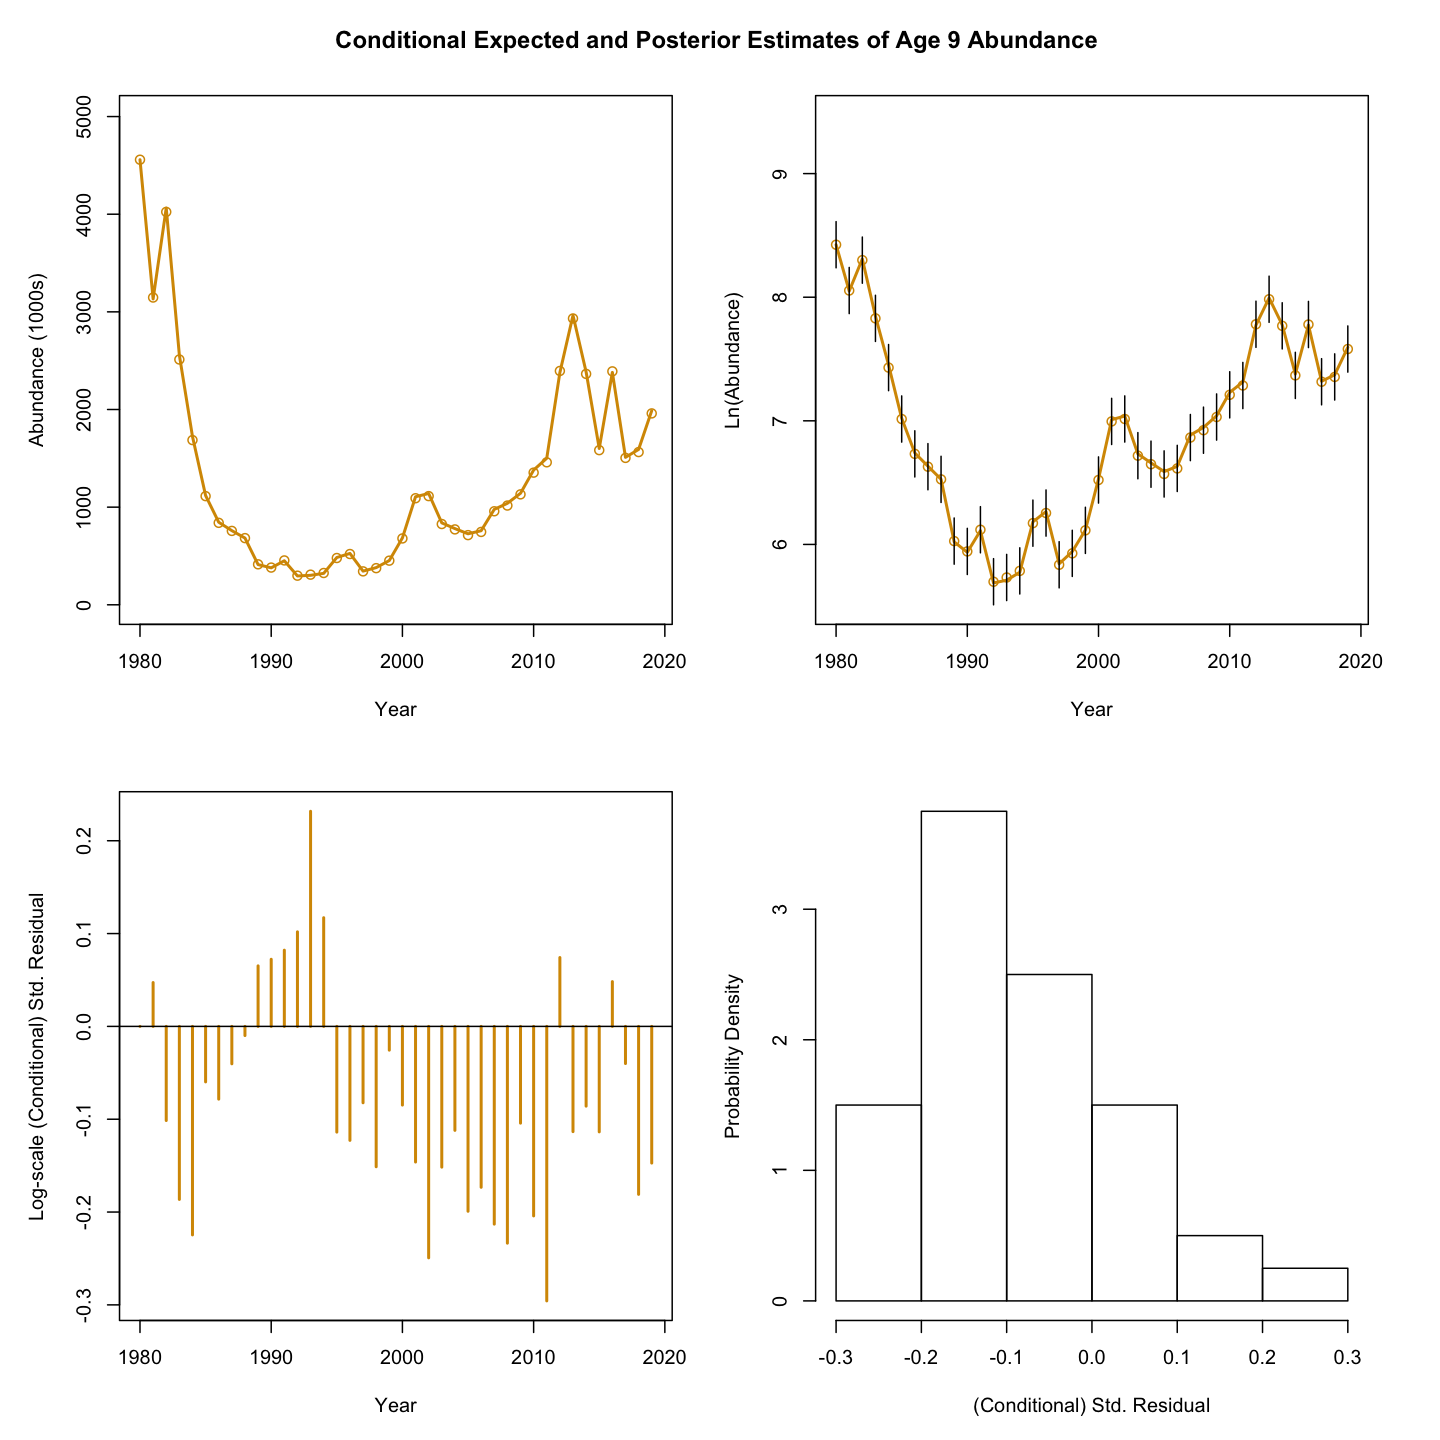 Conditional Expected and Posterior Estimates of Age 9 Abundance
Abundance (1000s)
5000
4000
3000
2000
1000
0
1980 1990 2000 2010 2020
Year
Ln(Abundance)
9
8
7
6
1980 1990 2000 2010 2020
Year
Log-scale (Conditional) Std. Residual
0.2
0.1
0.0
-0.1
-0.2
-0.3
1980 1990 2000 2010 2020
Year
Probability Density
3
2
1
0
-0.3 -0.2 -0.1 0.0 0.1 0.2 0.3
(Conditional) Std. Residual